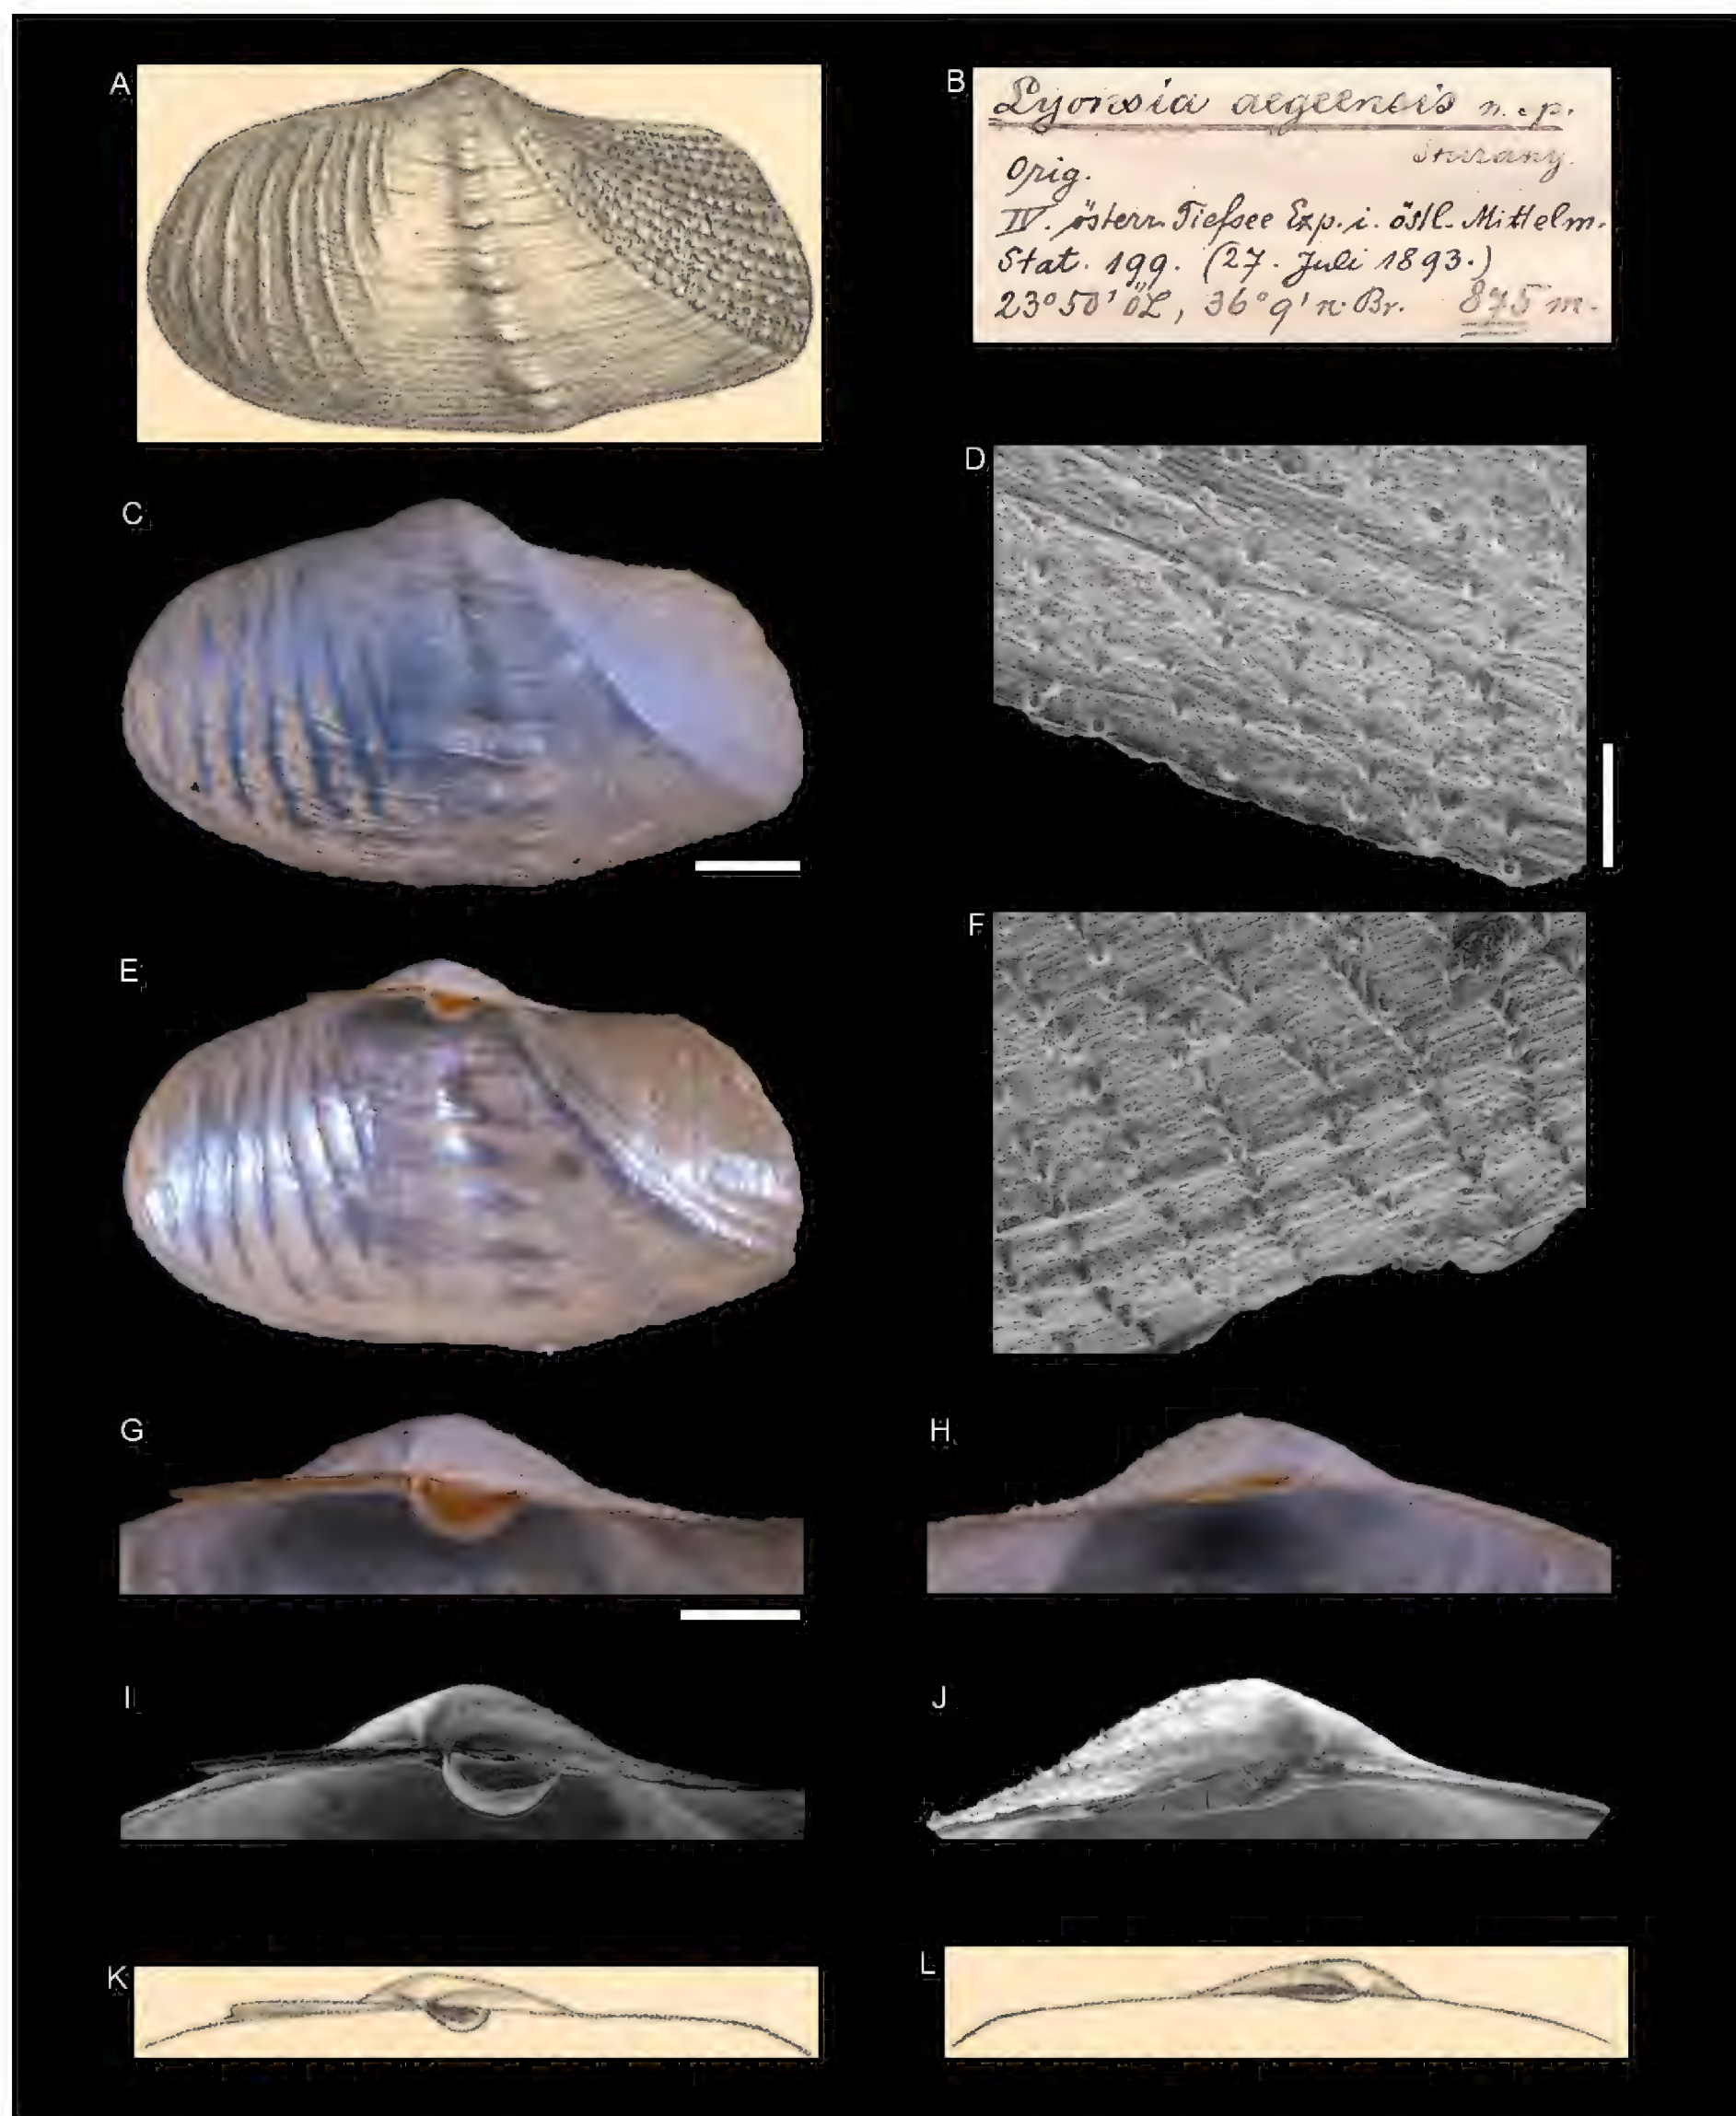 A
B
Lyonsia aegeensis n. sp.
Sturany.
Orig.
IV. österr. Tiefsee Exp. i. östl. Mittelm.
Stat. 199. (27. Juli 1893.)
23°50' ÖL, 36°9' n. Br. 875 m.
C
D
E
F
G
H
I
J
K
L